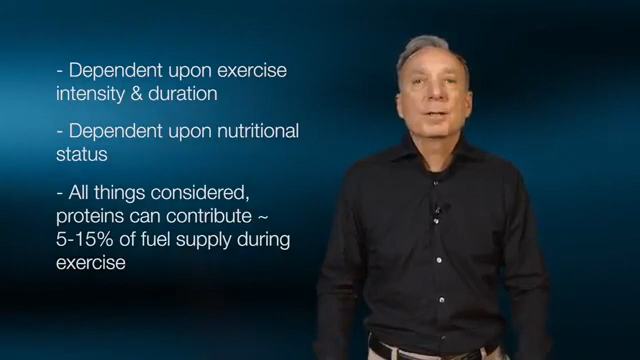 - Dependent upon exercise
intensity & duration
- Dependent upon nutritional
status
- All things considered,
proteins can contribute ~
5-15% of fuel supply during
exercise